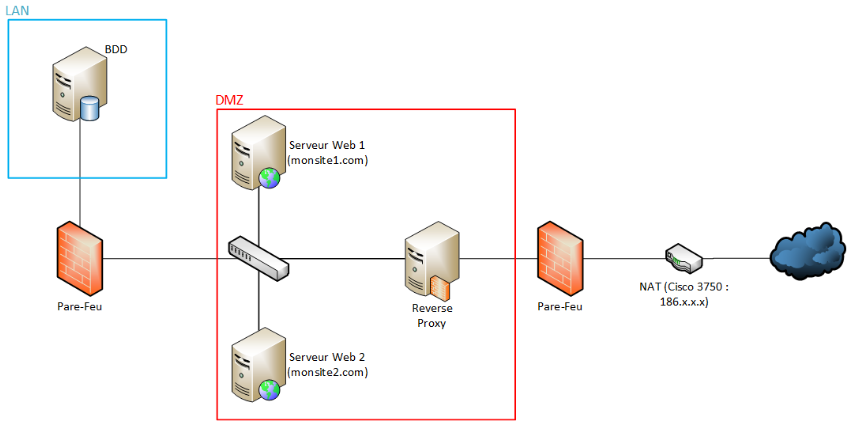 LAN
BDD
DMZ
Serveur Web 1
(monsite1.com)
Pare-Feu
Reverse
Proxy
Pare-Feu
NAT (Cisco 3750 :
186.x.x.x)
Serveur Web 2
(monsite2.com)